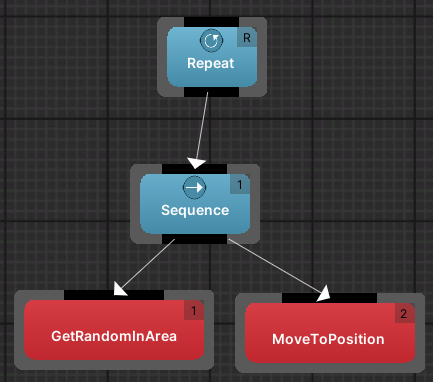 R
Repeat
1
Sequence
1
GetRandomInArea
2
MoveToPosition